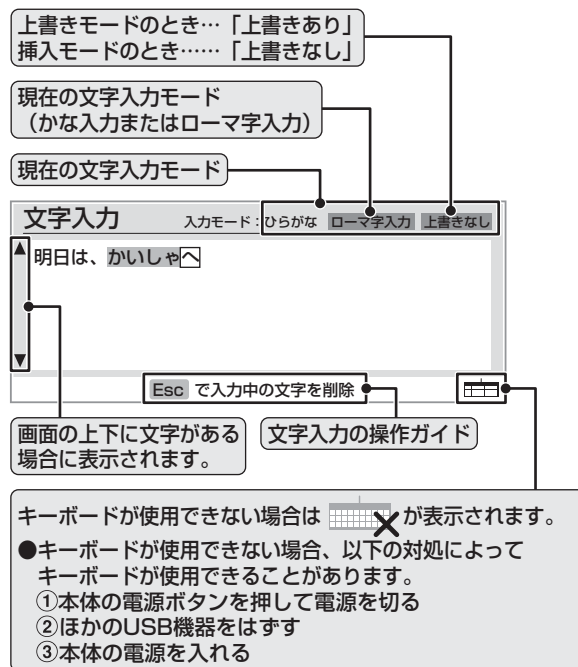 上書きモードのとき…「上書きあり」
挿入モードのとき……「上書きなし」
現在の文字入力モード
（かな入力またはローマ字入力）
現在の文字入力モード
文字入力 入力モード：ひらがな ローマ字入力 上書きなし
▲
明日は、かいしゃへ
▼
Esc で入力中の文字を削除
画面の上下に文字がある
場合に表示されます。
文字入力の操作ガイド
キーボードが使用できない場合は が表示されます。
●キーボードが使用できない場合、以下の対処によって
キーボードが使用できることがあります。
①本体の電源ボタンを押して電源を切る
②ほかのUSB機器をはずす
③本体の電源を入れる